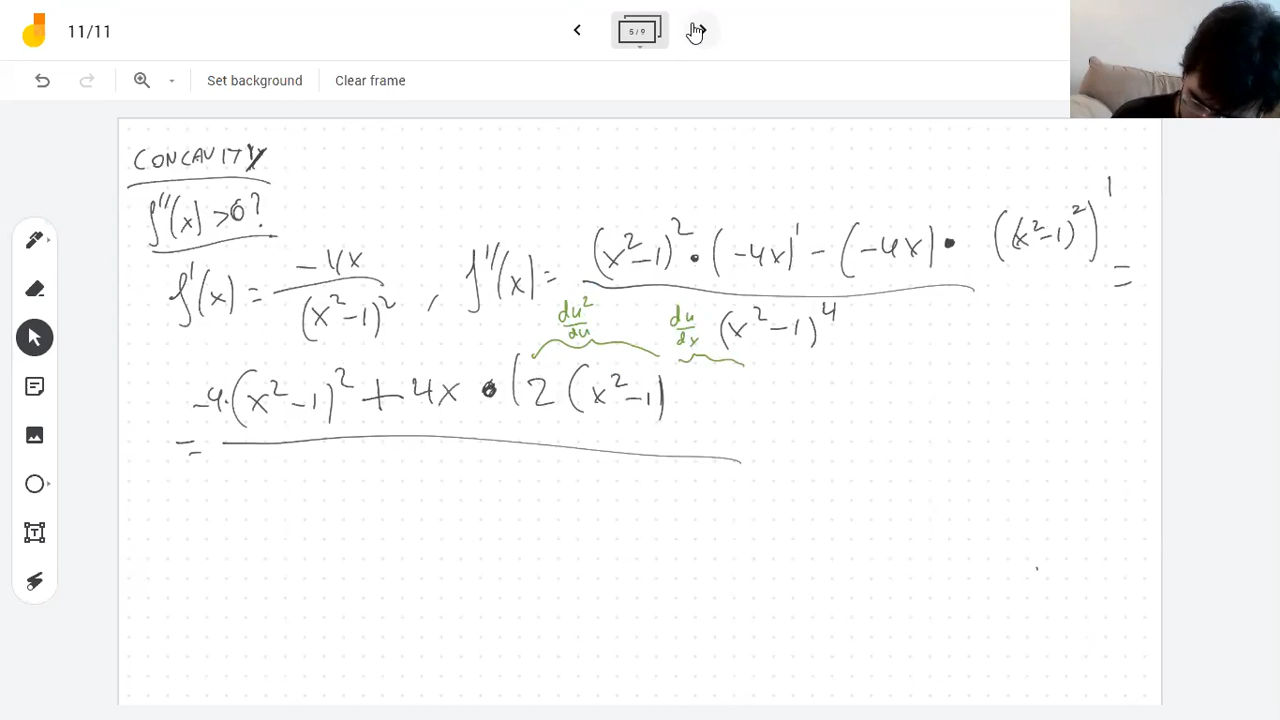 11/11
5 / 9
Set background
Clear frame
CONCAVITY
f''(x) > 0?
f'(x) = -4x / (x²-1)² , f''(x) = (x²-1)² • (-4x)' - (-4x) • ((x²-1)²)' / (x²-1)⁴ =
du²/du du/dx
= -4·(x²-1)² + 4x • (2(x²-1)